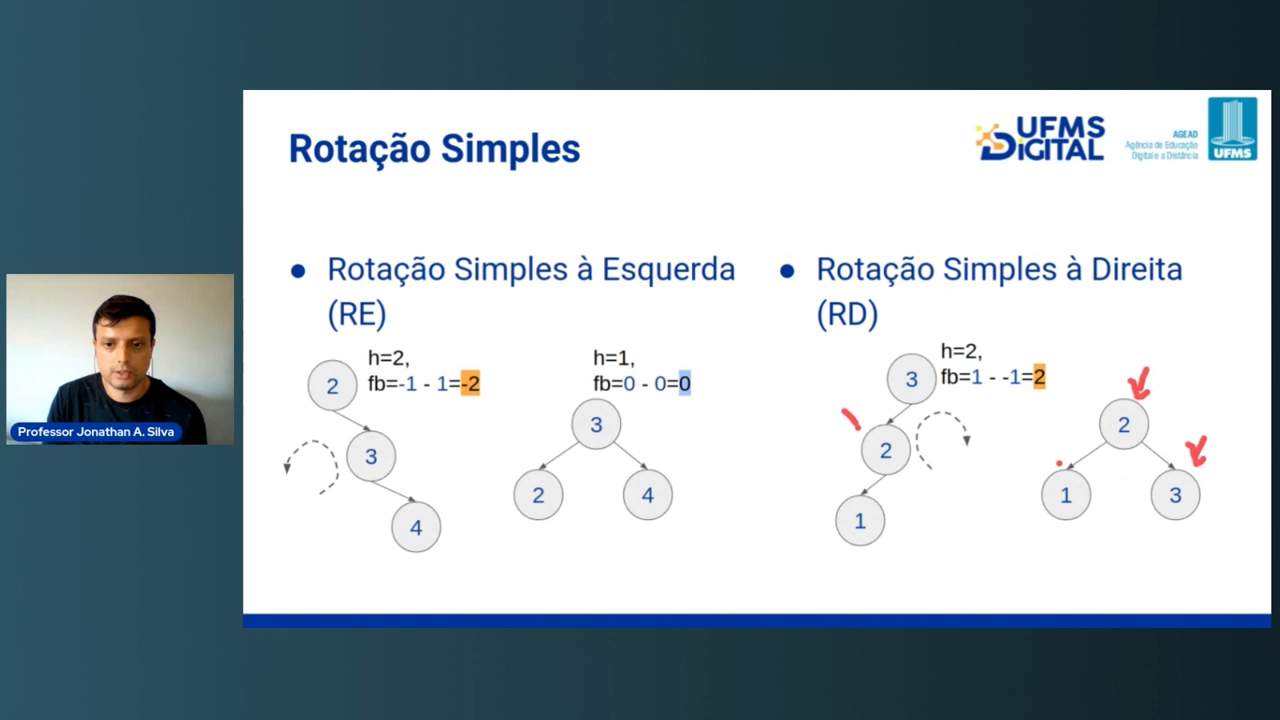 Rotação Simples
UFMS
DIGITAL
AGEAD
Agência de Educação
Digital e a Distância
UFMS
● Rotação Simples à Esquerda
(RE)
h=2,
fb=-1 - 1=-2
2
3
4
h=1,
fb=0 - 0=0
3
2
4
● Rotação Simples à Direita
(RD)
h=2,
fb=1 - -1=2
3
2
1
2
1
3
Professor Jonathan A. Silva